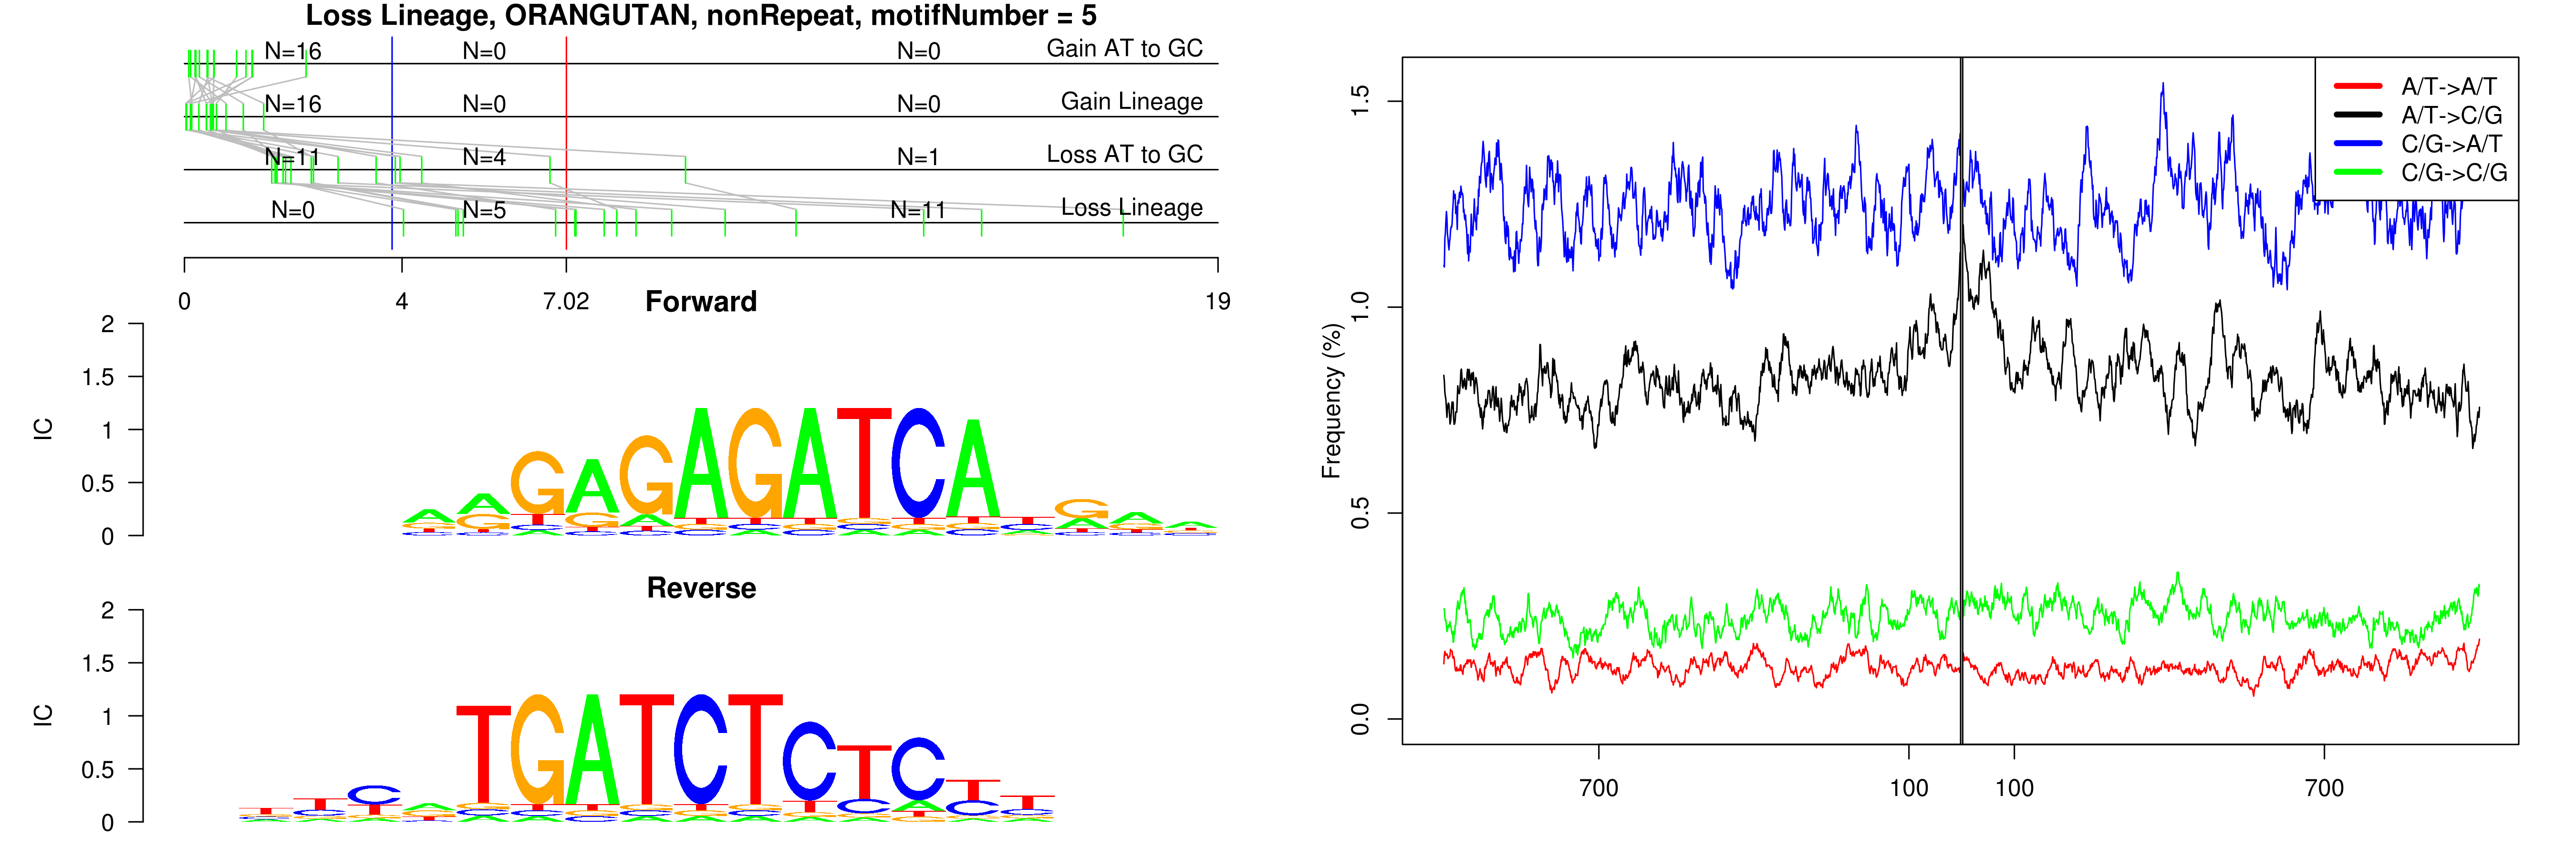 Loss Lineage, ORANGUTAN, nonRepeat, motifNumber = 5
N=16 N=0 N=0 Gain AT to GC
N=16 N=0 N=0 Gain Lineage
N=11 N=4 N=1 Loss AT to GC
N=0 N=5 N=11 Loss Lineage
0 4 7.02 19
Forward
2
1.5
1
0.5
0
IC
GAGAGATCA
Reverse
2
1.5
1
0.5
0
IC
TGATCTCTC
1.5
1.0
0.5
0.0
Frequency (%)
A/T->A/T
A/T->C/G
C/G->A/T
C/G->C/G
700 100 100 700